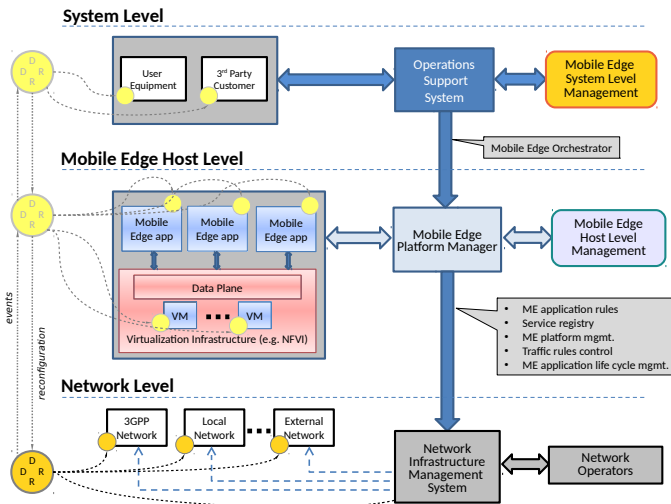 System Level
D
D D
R
User
Equipment
3rd Party
Customer
Operations
Support
System
Mobile Edge
System Level
Management
Mobile Edge Orchestrator
Mobile Edge Host Level
D
D R
R
Mobile
Edge app
Mobile
Edge app
Mobile
Edge app
Mobile Edge
Platform Manager
Mobile Edge
Host Level
Management
Data Plane
VM
VM
Virtualization Infrastructure (e.g. NFVI)
events
reconfiguration
• ME application rules
• Service registry
• ME platform mgmt.
• Traffic rules control
• ME application life cycle mgmt.
Network Level
3GPP
Network
Local
Network
External
Network
D
D R
R
Network
Infrastructure
Management
System
Network
Operators